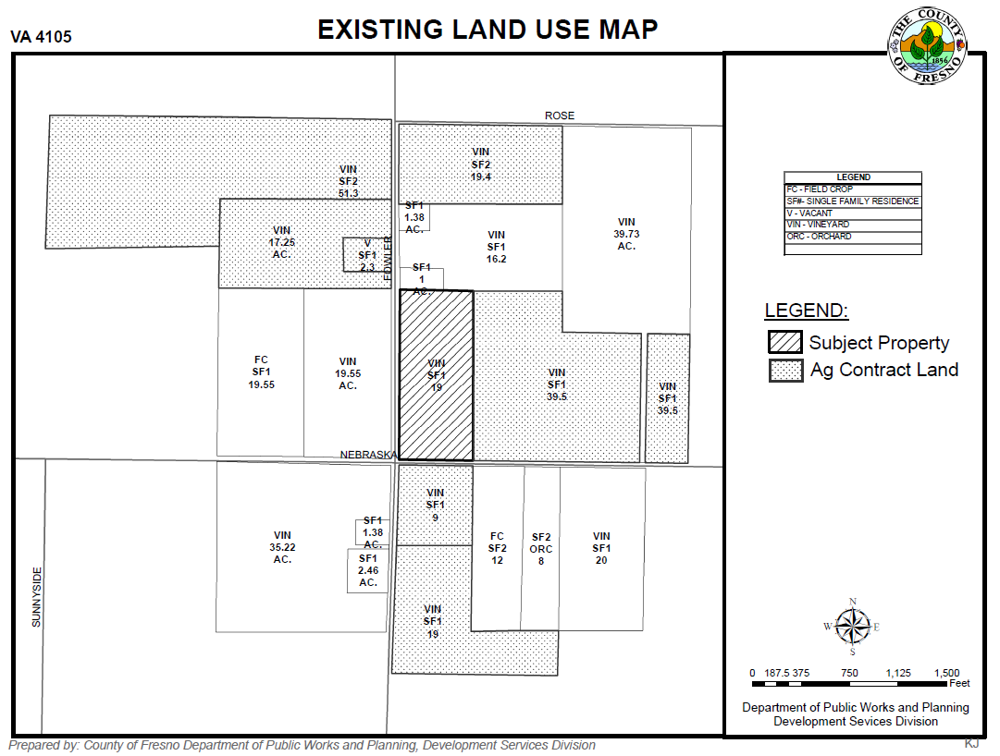 VA 4105
EXISTING LAND USE MAP
THE COUNTY
OF FRESNO
1856
ROSE
VIN
SF2
51.3
VIN
SF2
19.4
SF1
1.38
AC.
VIN
39.73
AC.
VIN
17.25
AC.
V
SF1
2.3
FOWLER
VIN
SF1
16.2
SF1
1
AC.
FC
SF1
19.55
VIN
19.55
AC.
VIN
SF1
19
VIN
SF1
39.5
VIN
SF1
39.5
NEBRASKA
VIN
SF1
9
VIN
35.22
AC.
SF1
1.38
AC.
SF1
2.46
AC.
FC
SF2
12
SF2
ORC
8
VIN
SF1
20
VIN
SF1
19
SUNNYSIDE
LEGEND
FC - FIELD CROP
SF#- SINGLE FAMILY RESIDENCE
V - VACANT
VIN - VINEYARD
ORC - ORCHARD
LEGEND:
Subject Property
Ag Contract Land
N
W E
S
0 187.5 375 750 1,125 1,500
Feet
Department of Public Works and Planning
Development Sevices Division
Prepared by: County of Fresno Department of Public Works and Planning, Development Services Division
KJ